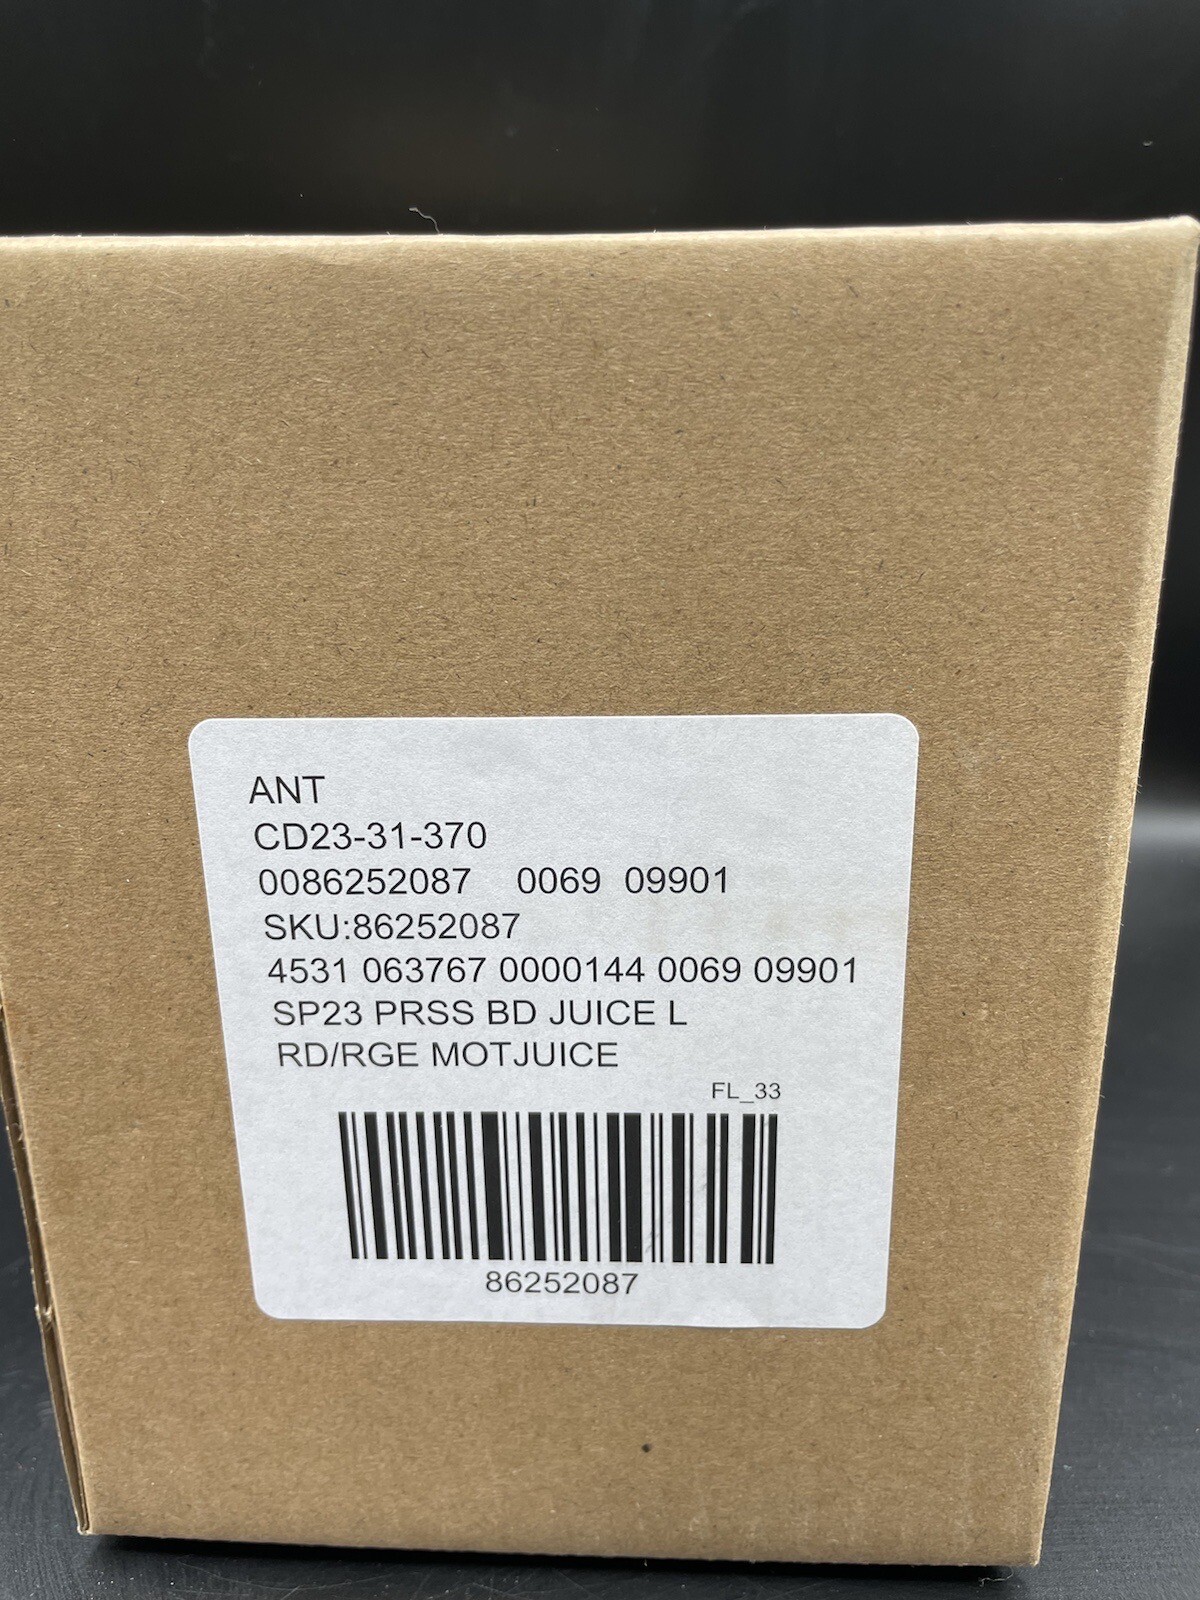 ANT
CD23-31-370
0086252087 0069 09901
SKU:86252087
4531 063767 0000144 0069 09901
SP23 PRSS BD JUICE L
RD/RGE MOTJUICE
FL_33
86252087